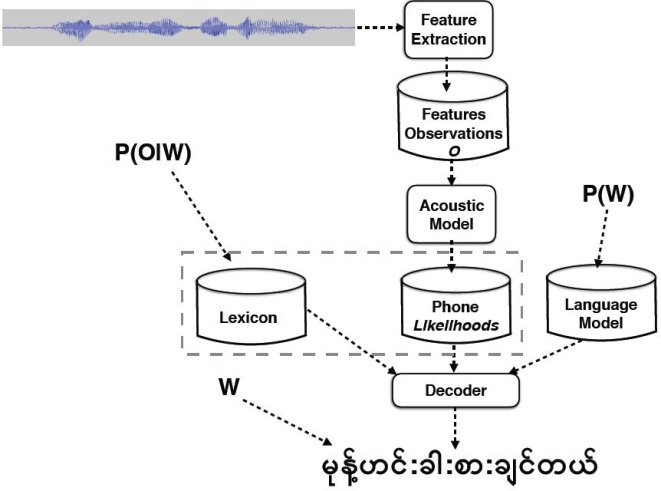 Feature
Extraction
Features
Observations
O
P(O|W)
Acoustic
Model
P(W)
Lexicon
Phone
Likelihoods
Language
Model
Decoder
W
မုန့်ဟင်းခါးစားချင်တယ်